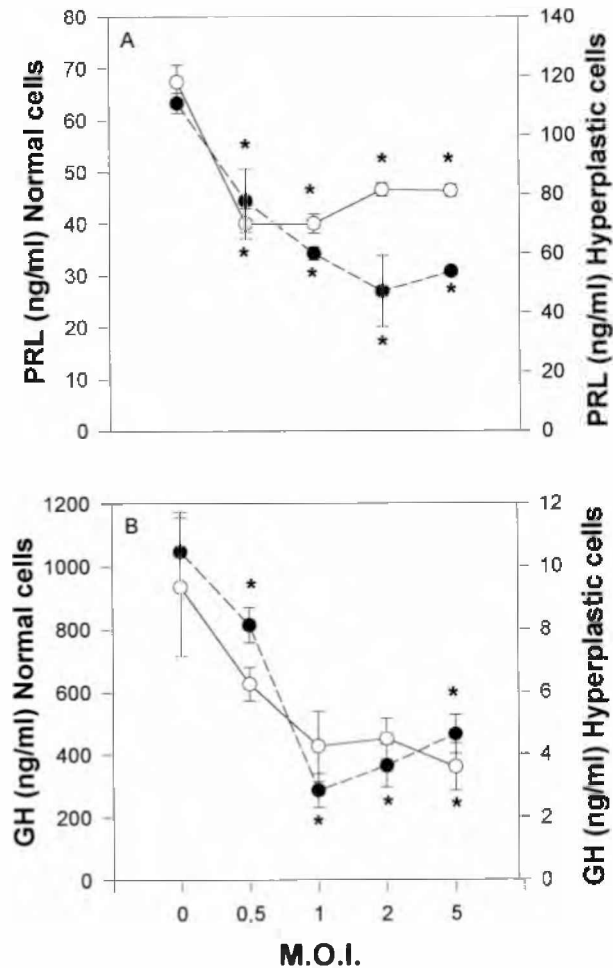 A
PRL (ng/ml) Normal cells
80
70
60
50
40
30
20
10
0
140
120
100
80
60
40
20
0
PRL (ng/ml) Hyperplastic cells
* * * *
* * * *
B
GH (ng/ml) Normal cells
1200
1000
800
600
400
200
0
12
10
8
6
4
2
0
GH (ng/ml) Hyperplastic cells
* *
* * *
0 0.5 1 2 5
M.O.I.